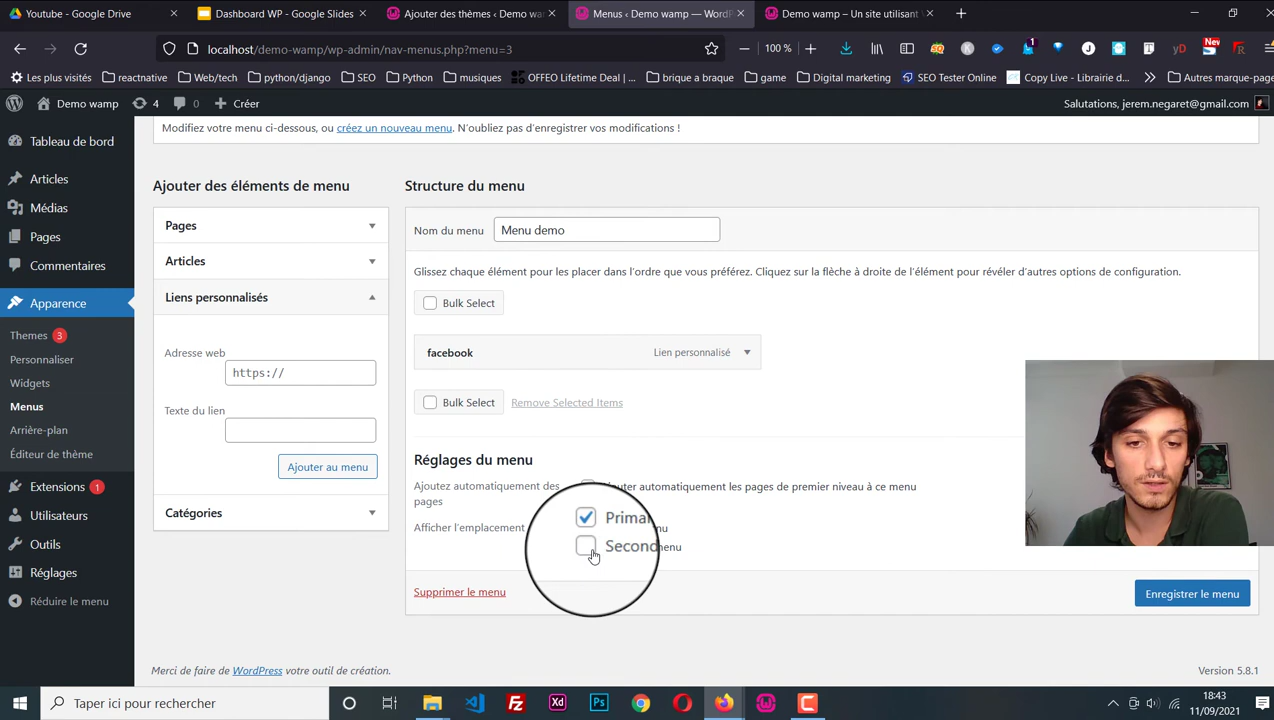 Youtube - Google Drive
Dashboard WP - Google Slides
Ajouter des thèmes ‹ Demo wam
Menus ‹ Demo wamp — WordP
Demo wamp – Un site utilisant
localhost/demo-wamp/wp-admin/nav-menus.php?menu=3
100 %
1
yD
New
Les plus visités
reactnative
Web/tech
python/django
SEO
Python
musiques
OFFEO Lifetime Deal |...
brique a braque
game
Digital marketing
SEO Tester Online
Copy Live - Librairie d...
Autres marque-pages
Demo wamp
4
0
Créer
Salutations, jerem.negaret@gmail.com
Modifiez votre menu ci-dessous, ou créez un nouveau menu. N’oubliez pas d’enregistrer vos modifications !
Tableau de bord
Articles
Médias
Pages
Commentaires
Apparence
Themes 3
Personnaliser
Widgets
Menus
Arrière-plan
Éditeur de thème
Extensions 1
Utilisateurs
Outils
Réglages
Réduire le menu
Ajouter des éléments de menu
Pages
Articles
Liens personnalisés
Adresse web
https://
Texte du lien
Ajouter au menu
Catégories
Structure du menu
Nom du menu
Menu demo
Glissez chaque élément pour les placer dans l’ordre que vous préférez. Cliquez sur la flèche à droite de l’élément pour révéler d’autres options de configuration.
Bulk Select
facebook
Lien personnalisé
Bulk Select
Remove Selected Items
Réglages du menu
Ajoutez automatiquement des pages
outer automatiquement les pages de premier niveau à ce menu
Afficher l’emplacement
Primar nu
Second menu
Supprimer le menu
Enregistrer le menu
Merci de faire de WordPress votre outil de création.
Version 5.8.1
Taper ici pour rechercher
Xd
Ps
18:43
11/09/2021